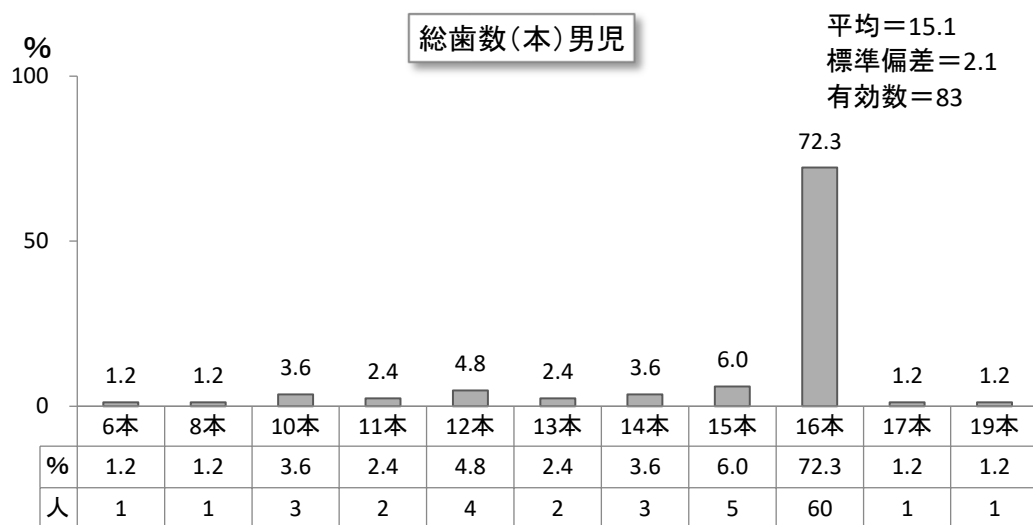 総歯数(本)男児
平均＝15.1
標準偏差＝2.1
有効数＝83
%
100
50
0
1.2 1.2 3.6 2.4 4.8 2.4 3.6 6.0 72.3 1.2 1.2
6本 8本 10本 11本 12本 13本 14本 15本 16本 17本 19本
% 1.2 1.2 3.6 2.4 4.8 2.4 3.6 6.0 72.3 1.2 1.2
人 1 1 3 2 4 2 3 5 60 1 1